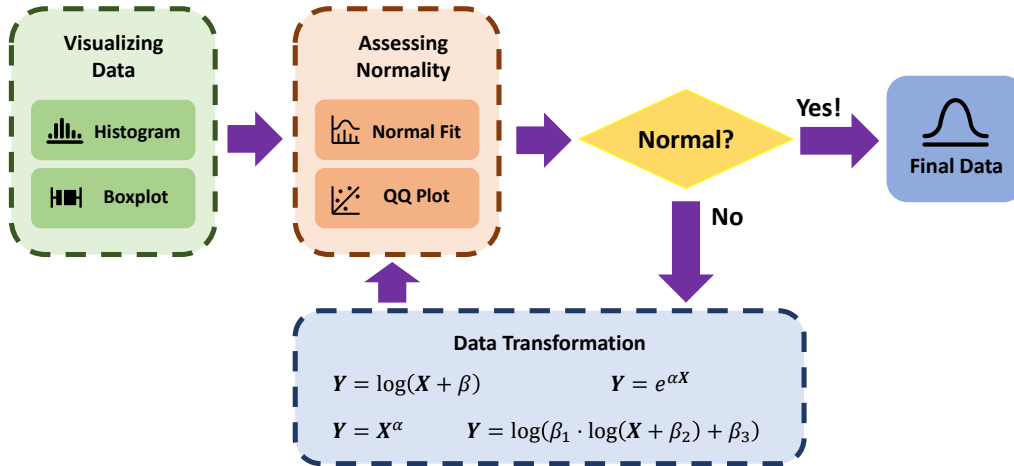 Visualizing
Data
Histogram
Boxplot
Assessing
Normality
Normal Fit
QQ Plot
Normal?
Yes!
No
Final Data
Data Transformation
𝒀 = log(𝑿 + 𝛽)
𝒀 = 𝑒^{𝛼𝑿}
𝒀 = 𝑿^𝛼
𝒀 = log(𝛽₁ · log(𝑿 + 𝛽₂) + 𝛽₃)